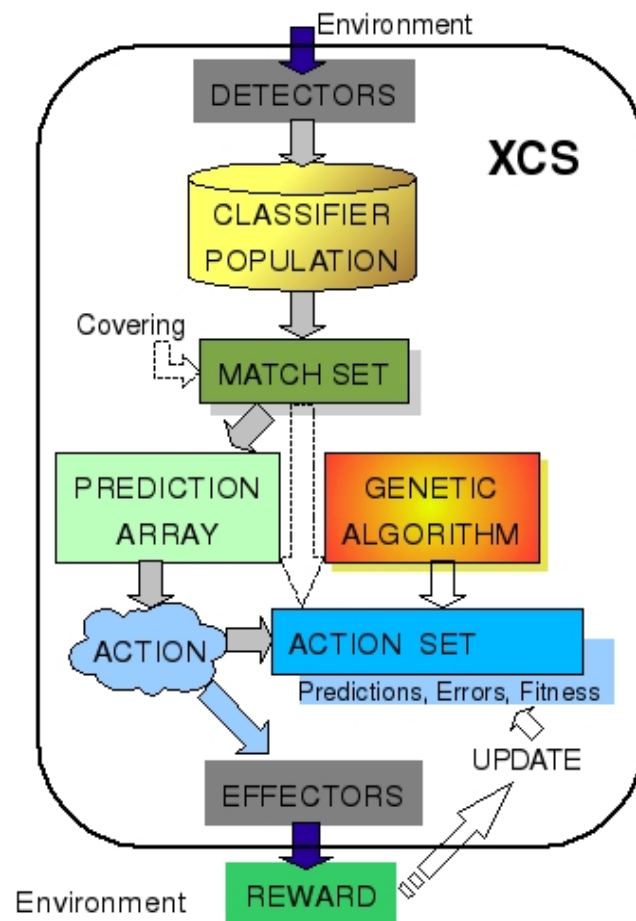 Environment
DETECTORS
XCS
CLASSIFIER
POPULATION
Covering
MATCH SET
PREDICTION
ARRAY
GENETIC
ALGORITHM
ACTION
ACTION SET
Predictions, Errors, Fitness
UPDATE
EFFECTORS
Environment
REWARD